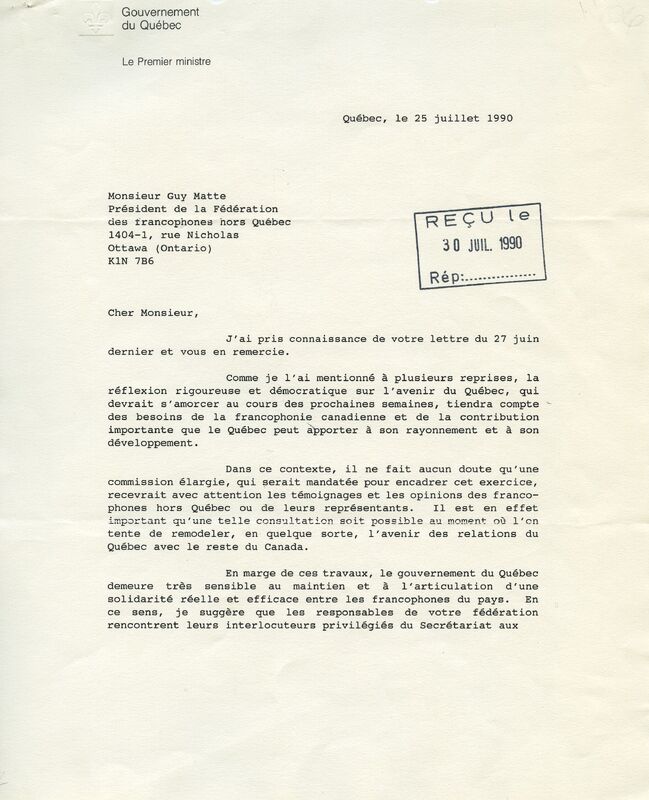 Gouvernement
du Québec
Le Premier ministre
Québec, le 25 juillet 1990
Monsieur Guy Matte
Président de la Fédération
des francophones hors Québec
1404-1, rue Nicholas
Ottawa (Ontario)
K1N 7B6
REÇU le
30 JUIL. 1990
Rép:................
Cher Monsieur,
J'ai pris connaissance de votre lettre du 27 juin
dernier et vous en remercie.
Comme je l'ai mentionné à plusieurs reprises, la
réflexion rigoureuse et démocratique sur l'avenir du Québec, qui
devrait s'amorcer au cours des prochaines semaines, tiendra compte
des besoins de la francophonie canadienne et de la contribution
importante que le Québec peut apporter à son rayonnement et à son
développement.
Dans ce contexte, il ne fait aucun doute qu'une
commission élargie, qui serait mandatée pour encadrer cet exercice,
recevrait avec attention les témoignages et les opinions des franco-
phones hors Québec ou de leurs représentants. Il est en effet
important qu'une telle consultation soit possible au moment où l'on
tente de remodeler, en quelque sorte, l'avenir des relations du
Québec avec le reste du Canada.
En marge de ces travaux, le gouvernement du Québec
demeure très sensible au maintien et à l'articulation d'une
solidarité réelle et efficace entre les francophones du pays. En
ce sens, je suggère que les responsables de votre fédération
rencontrent leurs interlocuteurs privilégiés du Secrétariat aux